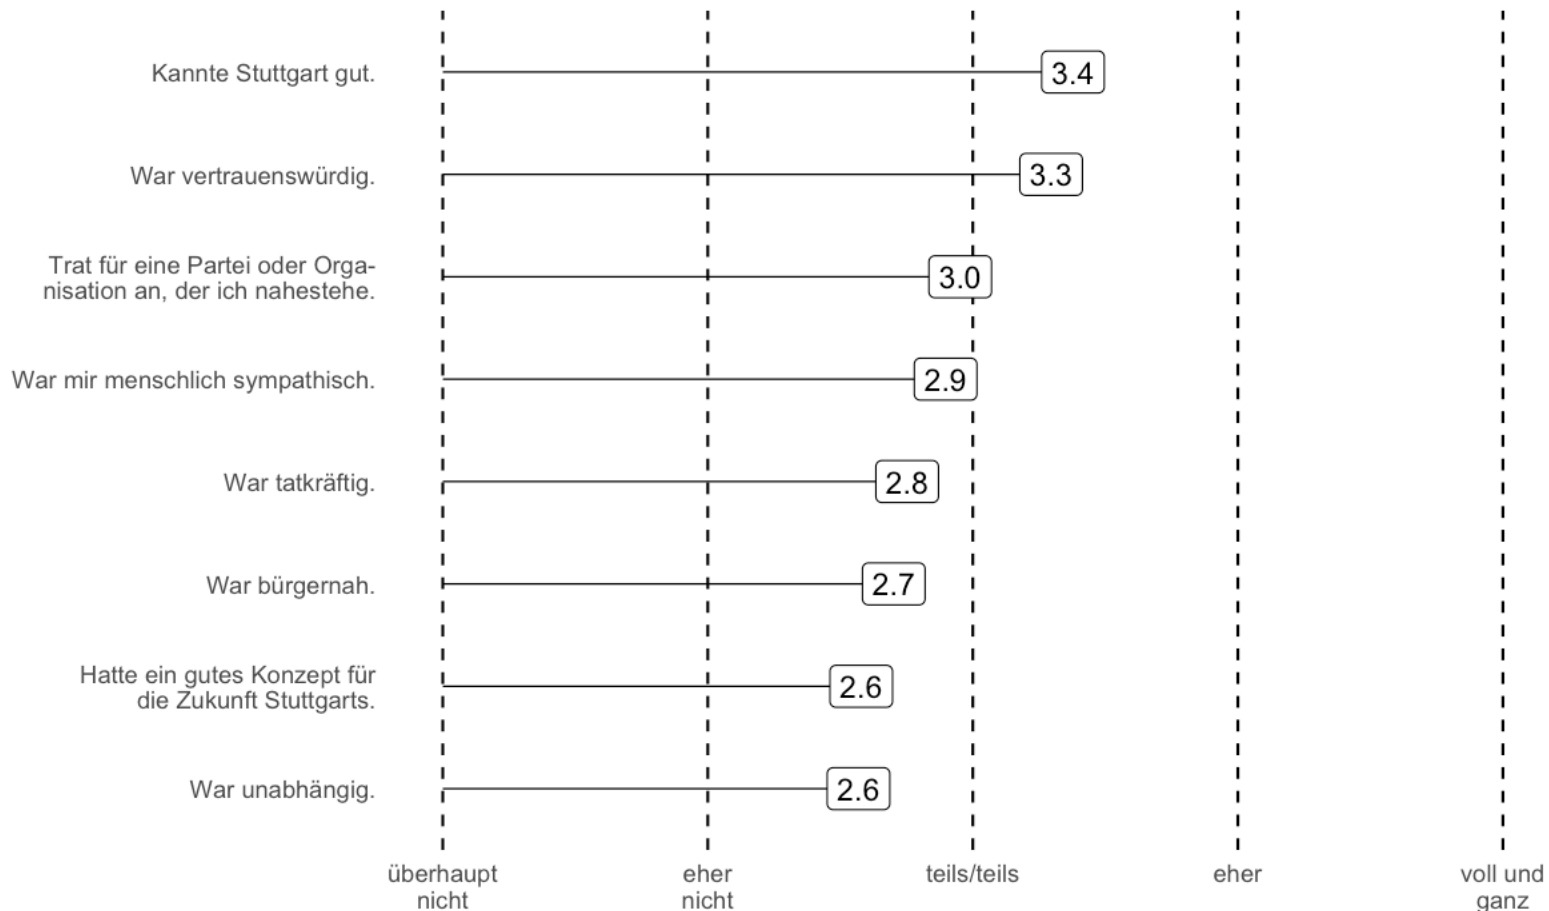 Kannte Stuttgart gut.
3.4
War vertrauenswürdig.
3.3
Trat für eine Partei oder Orga-
nisation an, der ich nahestehe.
3.0
War mir menschlich sympathisch.
2.9
War tatkräftig.
2.8
War bürgernah.
2.7
Hatte ein gutes Konzept für
die Zukunft Stuttgarts.
2.6
War unabhängig.
2.6
überhaupt
nicht
eher
nicht
teils/teils
eher
voll und
ganz